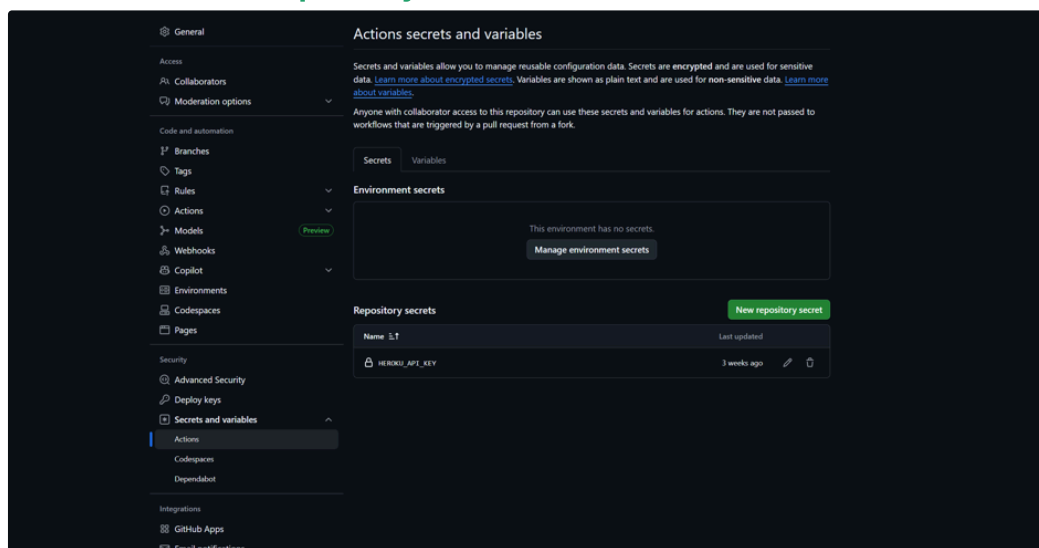 General
Access
Collaborators
Moderation options
Code and automation
Branches
Tags
Rules
Actions
Models Preview
Webhooks
Copilot
Environments
Codespaces
Pages
Security
Advanced Security
Deploy keys
Secrets and variables
Actions
Codespaces
Dependabot
Integrations
GitHub Apps
Actions secrets and variables
Secrets and variables allow you to manage reusable configuration data. Secrets are encrypted and are used for sensitive
data. Learn more about encrypted secrets. Variables are shown as plain text and are used for non-sensitive data. Learn more
about variables.
Anyone with collaborator access to this repository can use these secrets and variables for actions. They are not passed to
workflows that are triggered by a pull request from a fork.
Secrets Variables
Environment secrets
This environment has no secrets.
Manage environment secrets
Repository secrets New repository secret
Name Last updated
HEROKU_API_KEY 3 weeks ago